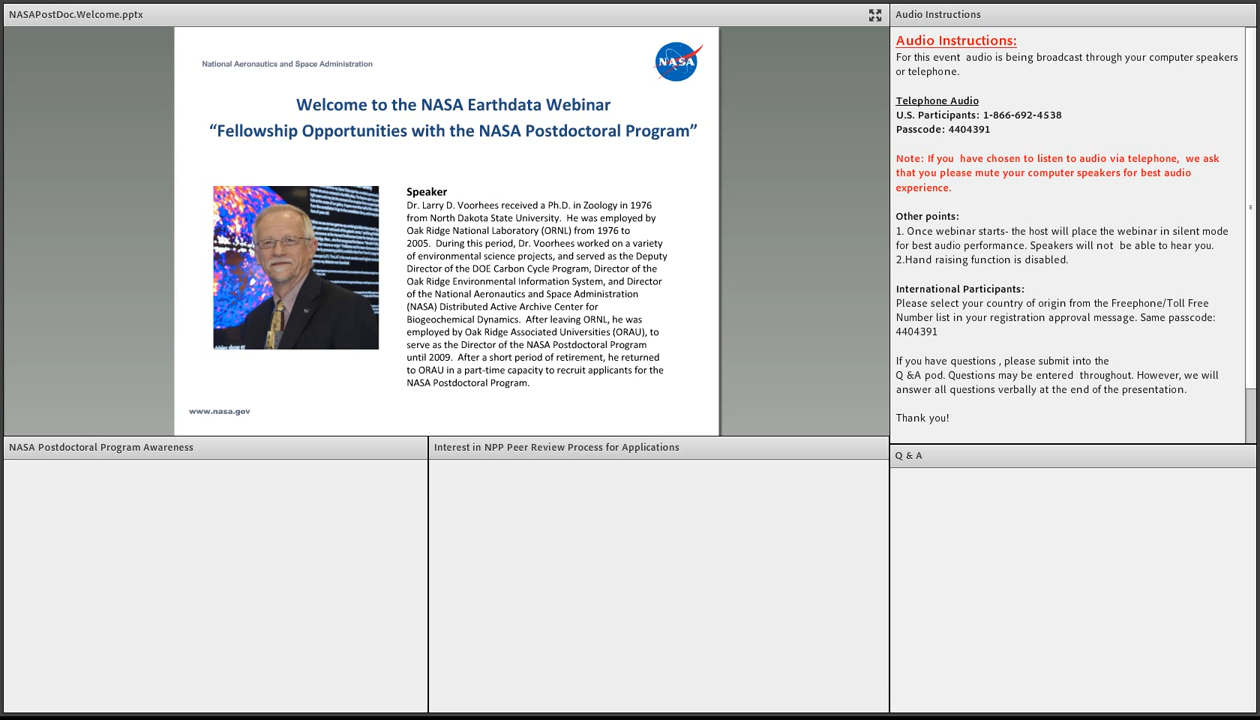 NASAPostDoc.Welcome.pptx
National Aeronautics and Space Administration
NASA
Welcome to the NASA Earthdata Webinar
“Fellowship Opportunities with the NASA Postdoctoral Program”
Speaker
Dr. Larry D. Voorhees received a Ph.D. in Zoology in 1976
from North Dakota State University.  He was employed by
Oak Ridge National Laboratory (ORNL) from 1976 to
2005.  During this period, Dr. Voorhees worked on a variety
of environmental science projects, and served as the Deputy
Director of the DOE Carbon Cycle Program, Director of the
Oak Ridge Environmental Information System, and Director
of the National Aeronautics and Space Administration
(NASA) Distributed Active Archive Center for
Biogeochemical Dynamics.  After leaving ORNL, he was
employed by Oak Ridge Associated Universities (ORAU), to
serve as the Director of the NASA Postdoctoral Program
until 2009.  After a short period of retirement, he returned
to ORAU in a part-time capacity to recruit applicants for the
NASA Postdoctoral Program.
www.nasa.gov
Audio Instructions
Audio Instructions:
For this event  audio is being broadcast through your computer speakers
or telephone.
Telephone Audio
U.S. Participants: 1-866-692-4538
Passcode: 4404391
Note: If you  have chosen to listen to audio via telephone,  we ask
that you please mute your computer speakers for best audio
experience.
Other points:
1. Once webinar starts- the host will place the webinar in silent mode
for best audio performance. Speakers will not  be able to hear you.
2.Hand raising function is disabled.
International Participants:
Please select your country of origin from the Freephone/Toll Free
Number list in your registration approval message. Same passcode:
4404391
If you have questions , please submit into the
Q &A pod. Questions may be entered  throughout. However, we will
answer all questions verbally at the end of the presentation.
Thank you!
NASA Postdoctoral Program Awareness
Interest in NPP Peer Review Process for Applications
Q & A